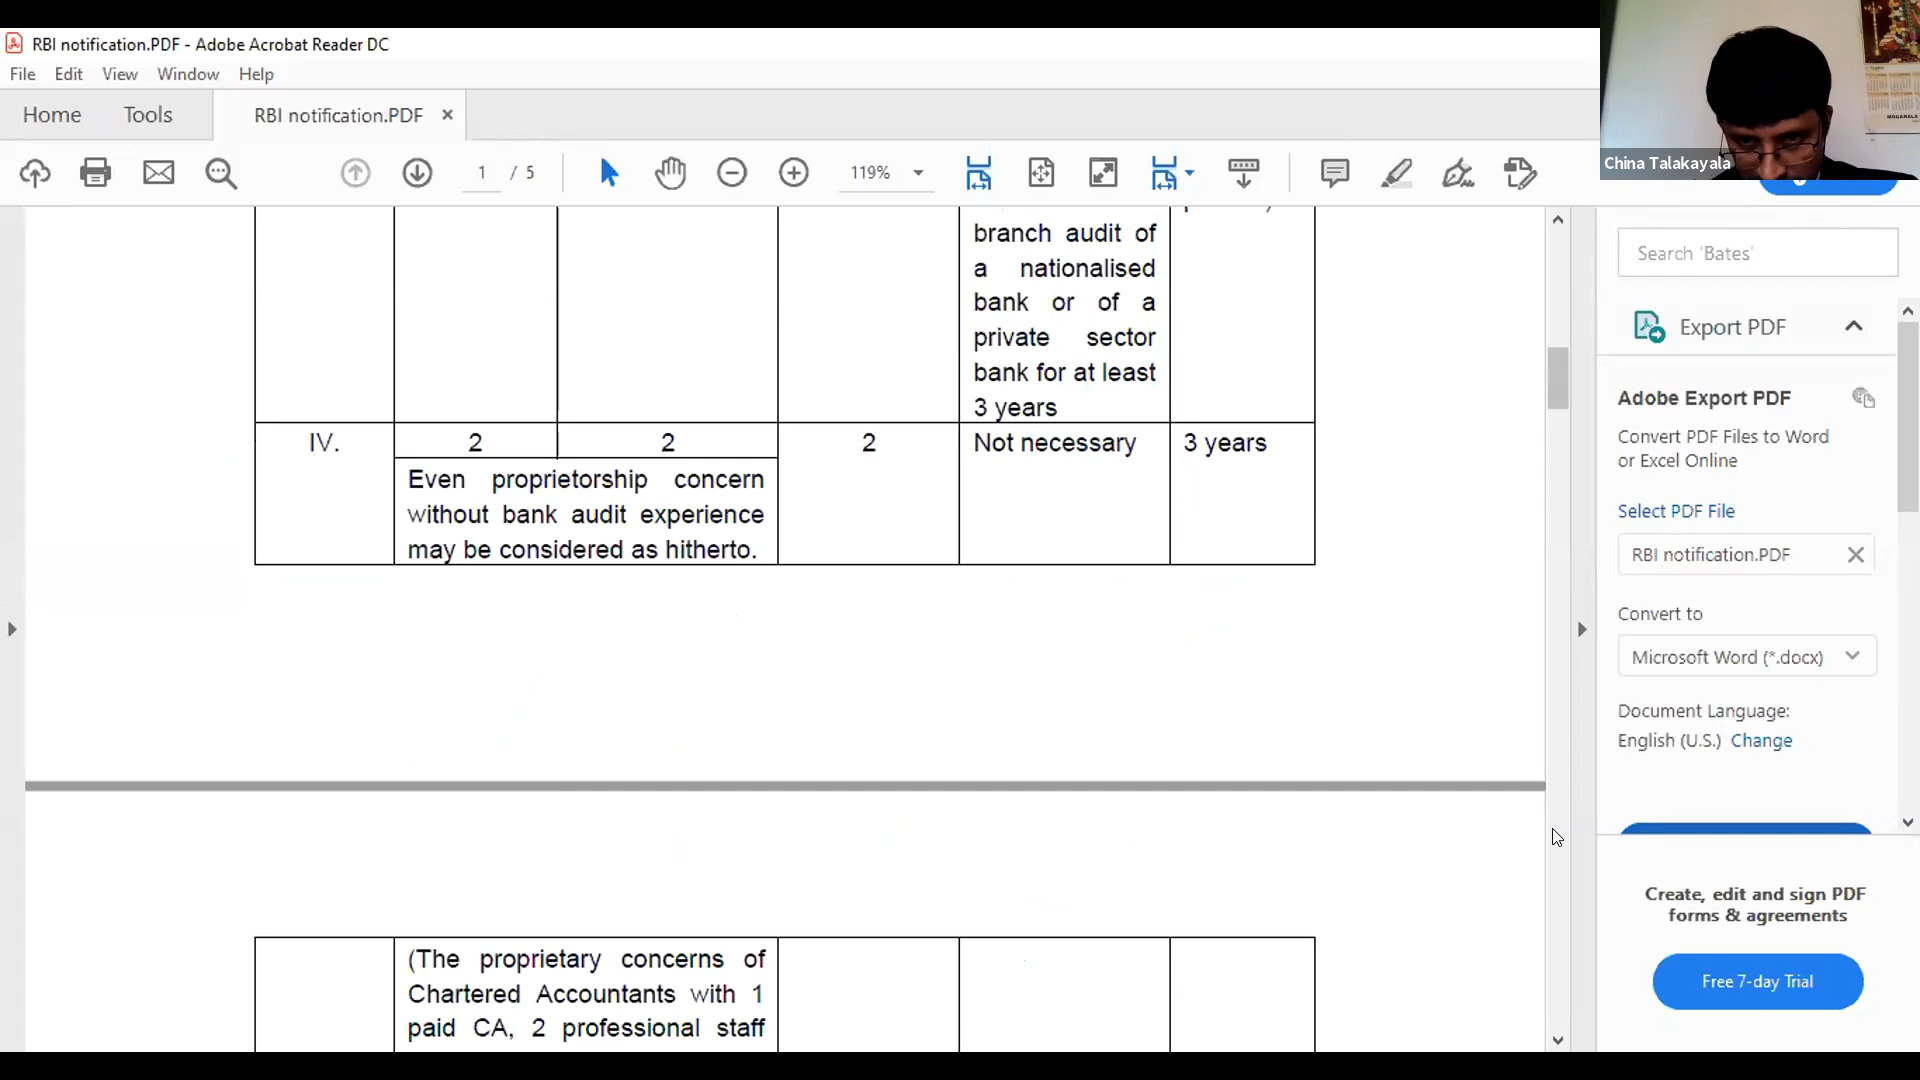 RBI notification.PDF - Adobe Acrobat Reader DC
File Edit View Window Help
Home Tools RBI notification.PDF ×
1 / 5 119%
China Talakayala
branch audit of
a nationalised
bank or of a
private sector
bank for at least
3 years
IV. 2 2 2 Not necessary 3 years
Even proprietorship concern
without bank audit experience
may be considered as hitherto.
(The proprietary concerns of
Chartered Accountants with 1
paid CA, 2 professional staff
Search 'Bates'
Export PDF
Adobe Export PDF
Convert PDF Files to Word
or Excel Online
Select PDF File
RBI notification.PDF
Convert to
Microsoft Word (*.docx)
Document Language:
English (U.S.) Change
Create, edit and sign PDF
forms & agreements
Free 7-day Trial